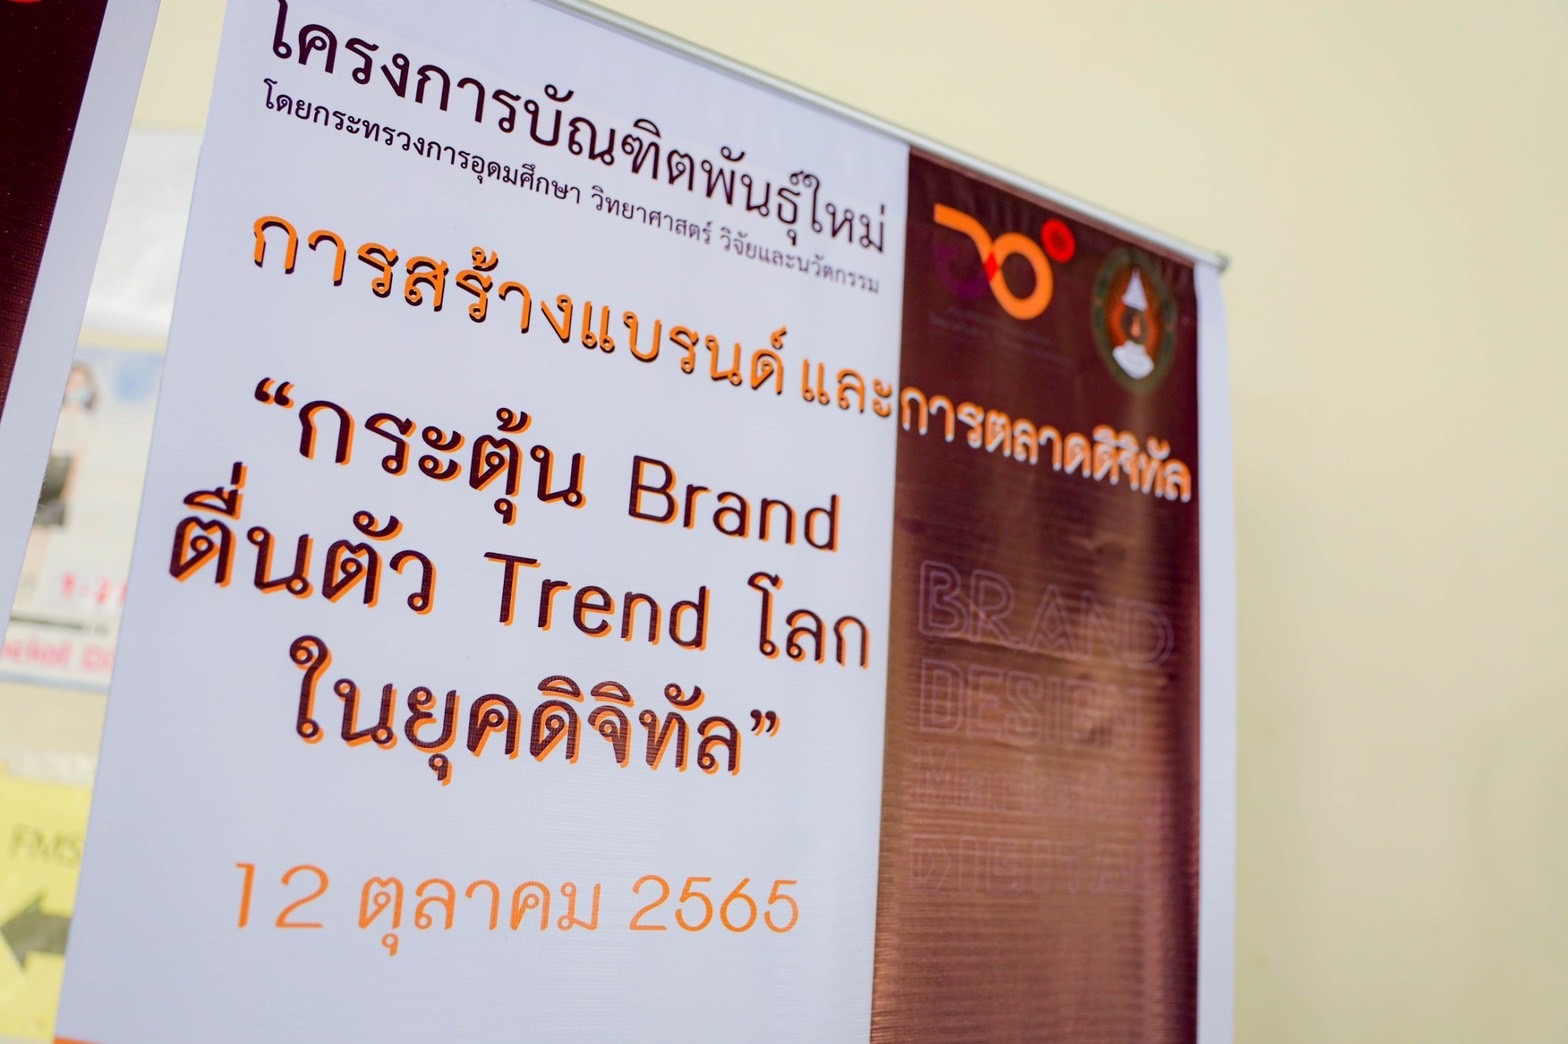 โครงการบัณฑิตพันธุ์ใหม่
โดยกระทรวงการอุดมศึกษา วิทยาศาสตร์ วิจัยและนวัตกรรม
การสร้างแบรนด์ และการตลาดดิจิทัล
“กระตุ้น Brand
ตื่นตัว Trend โลก
ในยุคดิจิทัล”
12 ตุลาคม 2565
BRAND
DESIGN
FMS